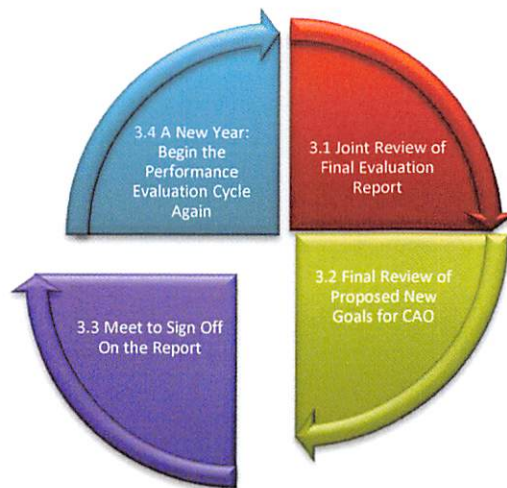 3.4 A New Year:
Begin the
Performance
Evaluation Cycle
Again
3.1 Joint Review of
Final Evaluation
Report
3.2 Final Review of
Proposed New
Goals for CAO
3.3 Meet to Sign Off
On the Report